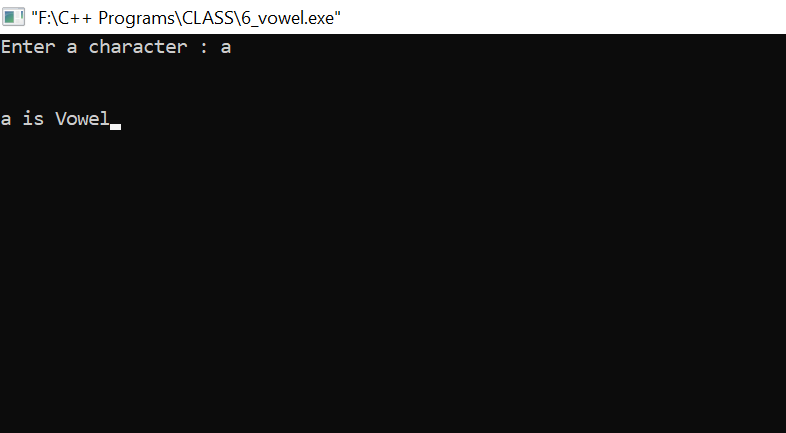 "F:\C++ Programs\CLASS\6_vowel.exe"
Enter a character : a
a is Vowel